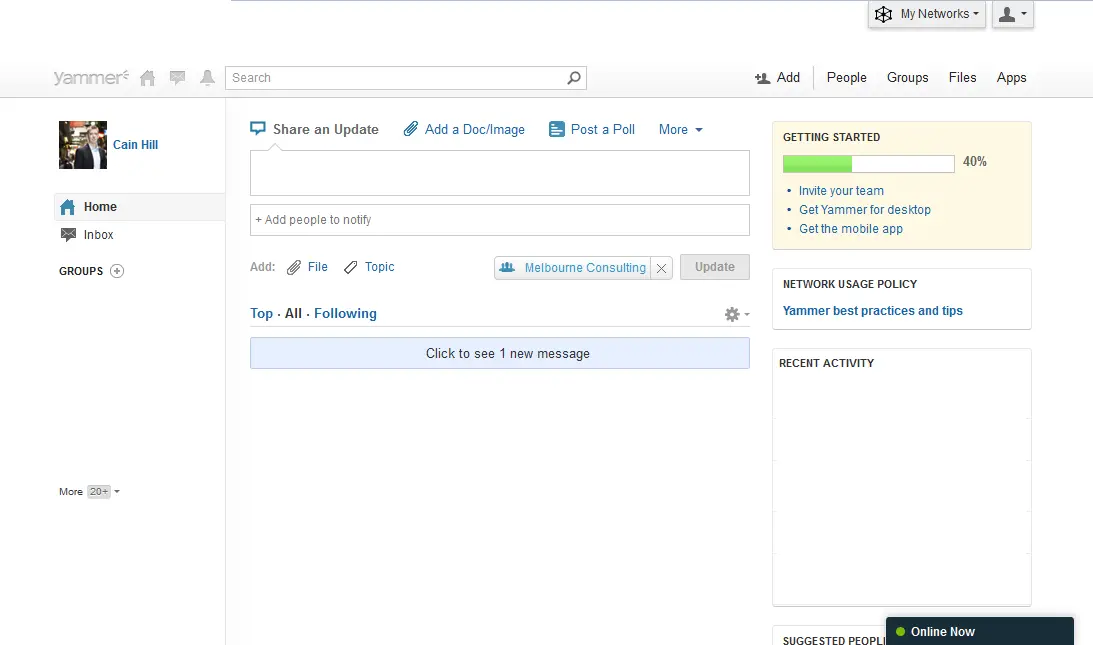 My Networks
yammer
Search
Add
People
Groups
Files
Apps
Cain Hill
Home
Inbox
GROUPS
More 20+
Share an Update
Add a Doc/Image
Post a Poll
More
+ Add people to notify
Add:
File
Topic
Melbourne Consulting
Update
Top · All · Following
Click to see 1 new message
GETTING STARTED
40%
• Invite your team
• Get Yammer for desktop
• Get the mobile app
NETWORK USAGE POLICY
Yammer best practices and tips
RECENT ACTIVITY
SUGGESTED PEOPL
Online Now